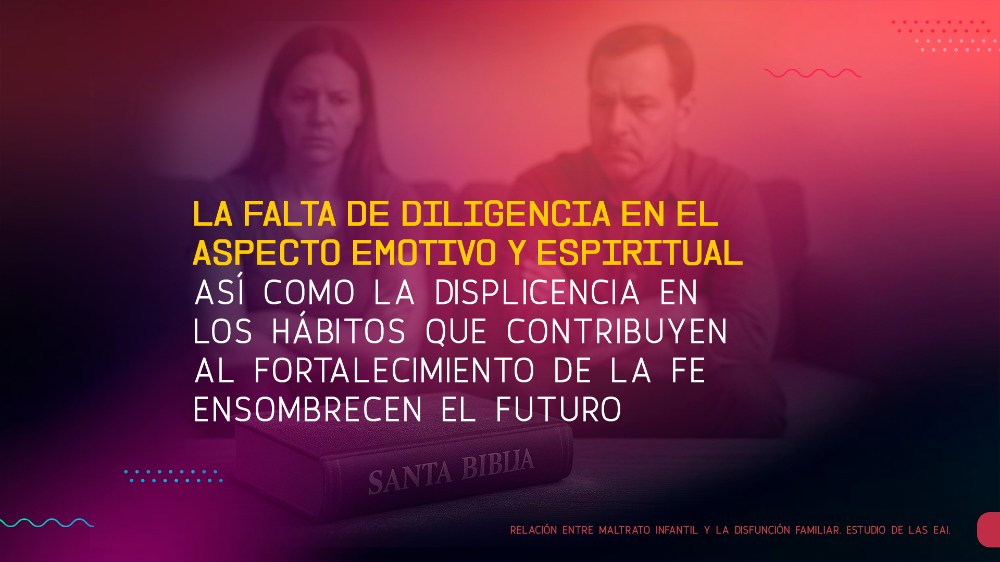 LA FALTA DE DILIGENCIA EN EL
ASPECTO EMOTIVO Y ESPIRITUAL
ASÍ COMO LA DISPLICENCIA EN
LOS HÁBITOS QUE CONTRIBUYEN
AL FORTALECIMIENTO DE LA FE
ENSOMBRECEN EL FUTURO
SANTA BIBLIA
RELACIÓN ENTRE MALTRATO INFANTIL Y LA DISFUNCIÓN FAMILIAR. ESTUDIO DE LAS EAI.